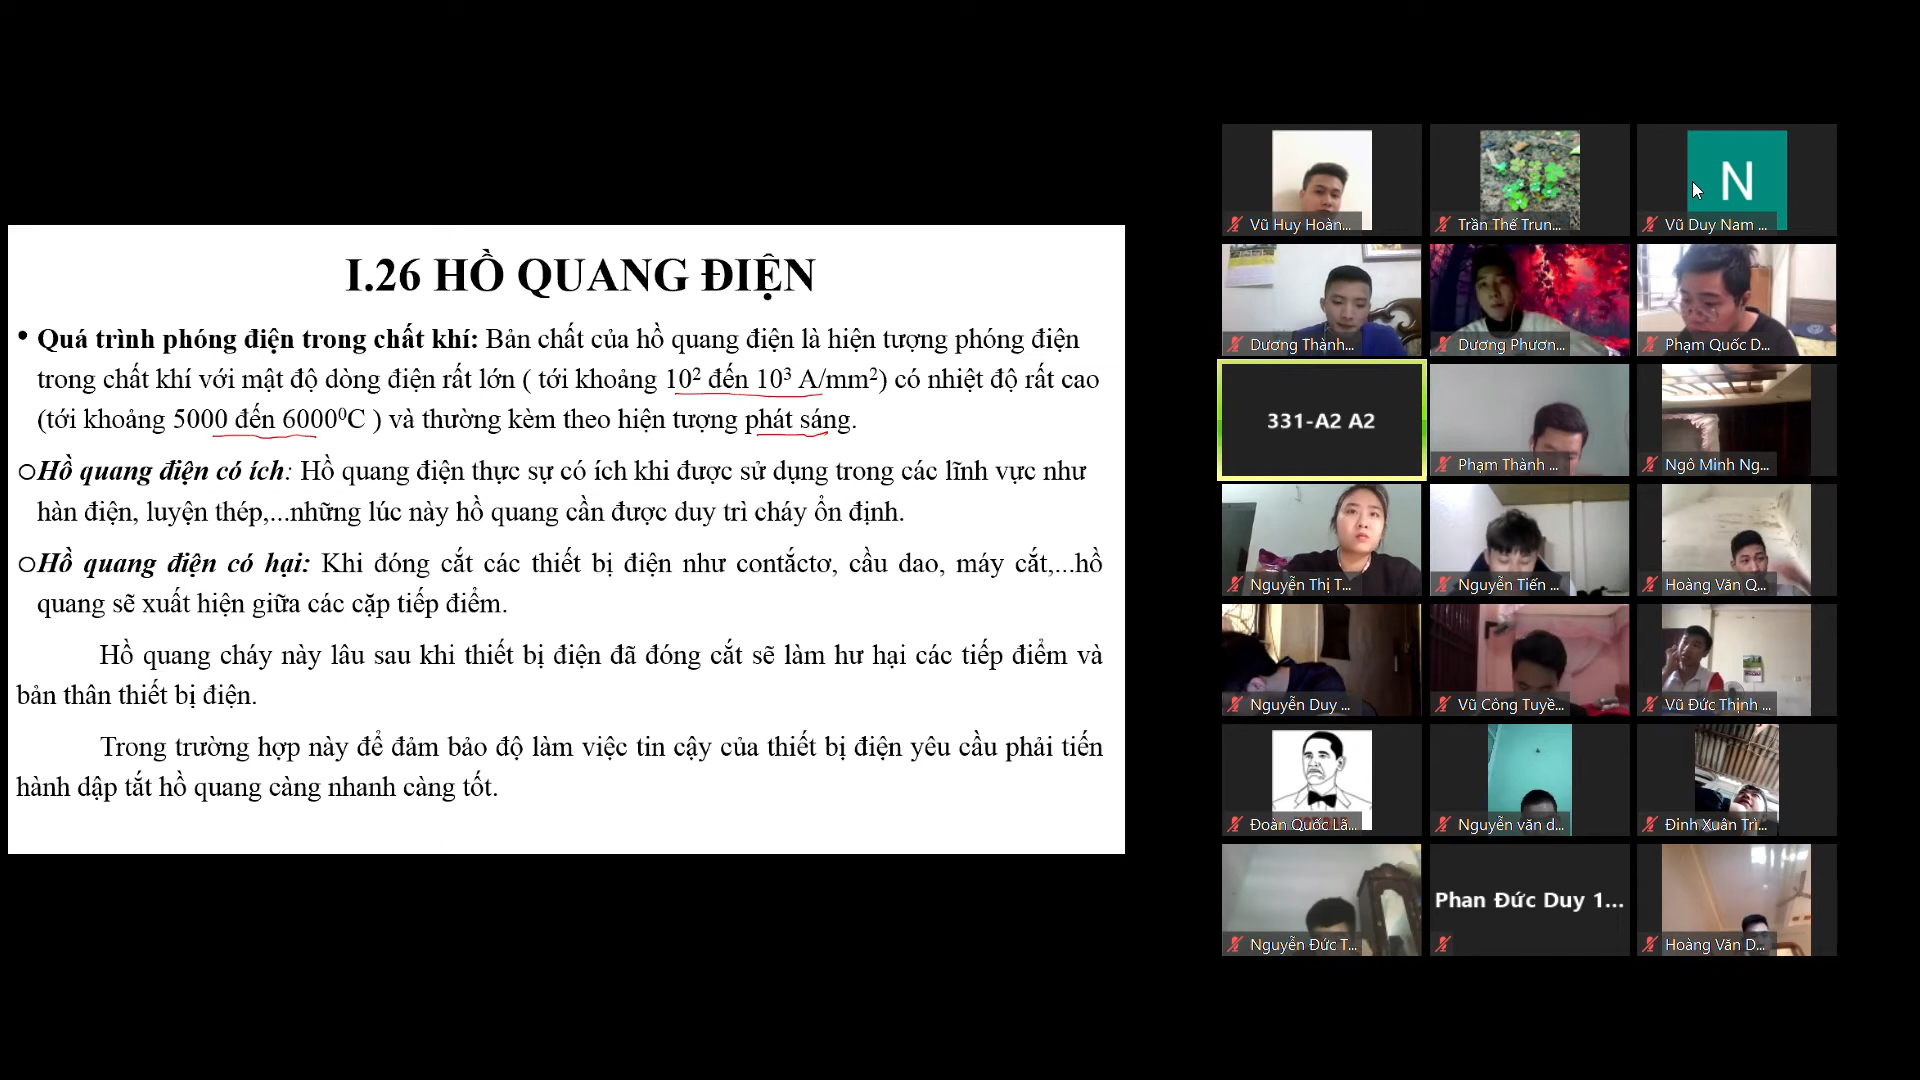 I.26 HỒ QUANG ĐIỆN
• Quá trình phóng điện trong chất khí: Bản chất của hồ quang điện là hiện tượng phóng điện
trong chất khí với mật độ dòng điện rất lớn ( tới khoảng 10² đến 10³ A/mm²) có nhiệt độ rất cao
(tới khoảng 5000 đến 6000⁰C ) và thường kèm theo hiện tượng phát sáng.
oHồ quang điện có ích: Hồ quang điện thực sự có ích khi được sử dụng trong các lĩnh vực như
hàn điện, luyện thép,...những lúc này hồ quang cần được duy trì cháy ổn định.
oHồ quang điện có hại: Khi đóng cắt các thiết bị điện như contắctơ, cầu dao, máy cắt,...hồ
quang sẽ xuất hiện giữa các cặp tiếp điểm.
Hồ quang cháy này lâu sau khi thiết bị điện đã đóng cắt sẽ làm hư hại các tiếp điểm và
bản thân thiết bị điện.
Trong trường hợp này để đảm bảo độ làm việc tin cậy của thiết bị điện yêu cầu phải tiến
hành dập tắt hồ quang càng nhanh càng tốt.
N
Vũ Huy Hoàn...
Trần Thế Trun...
Vũ Duy Nam ...
Dương Thành...
Dương Phươn...
Phạm Quốc D...
331-A2 A2
Phạm Thành ...
Ngô Minh Ng...
Nguyễn Thị T...
Nguyễn Tiến ...
Hoàng Văn Q...
Nguyễn Duy ...
Vũ Công Tuyề...
Vũ Đức Thịnh ...
Đoàn Quốc Lã...
Nguyễn văn d...
Đinh Xuân Trì...
Nguyễn Đức T...
Phan Đức Duy 1...
Hoàng Văn D...